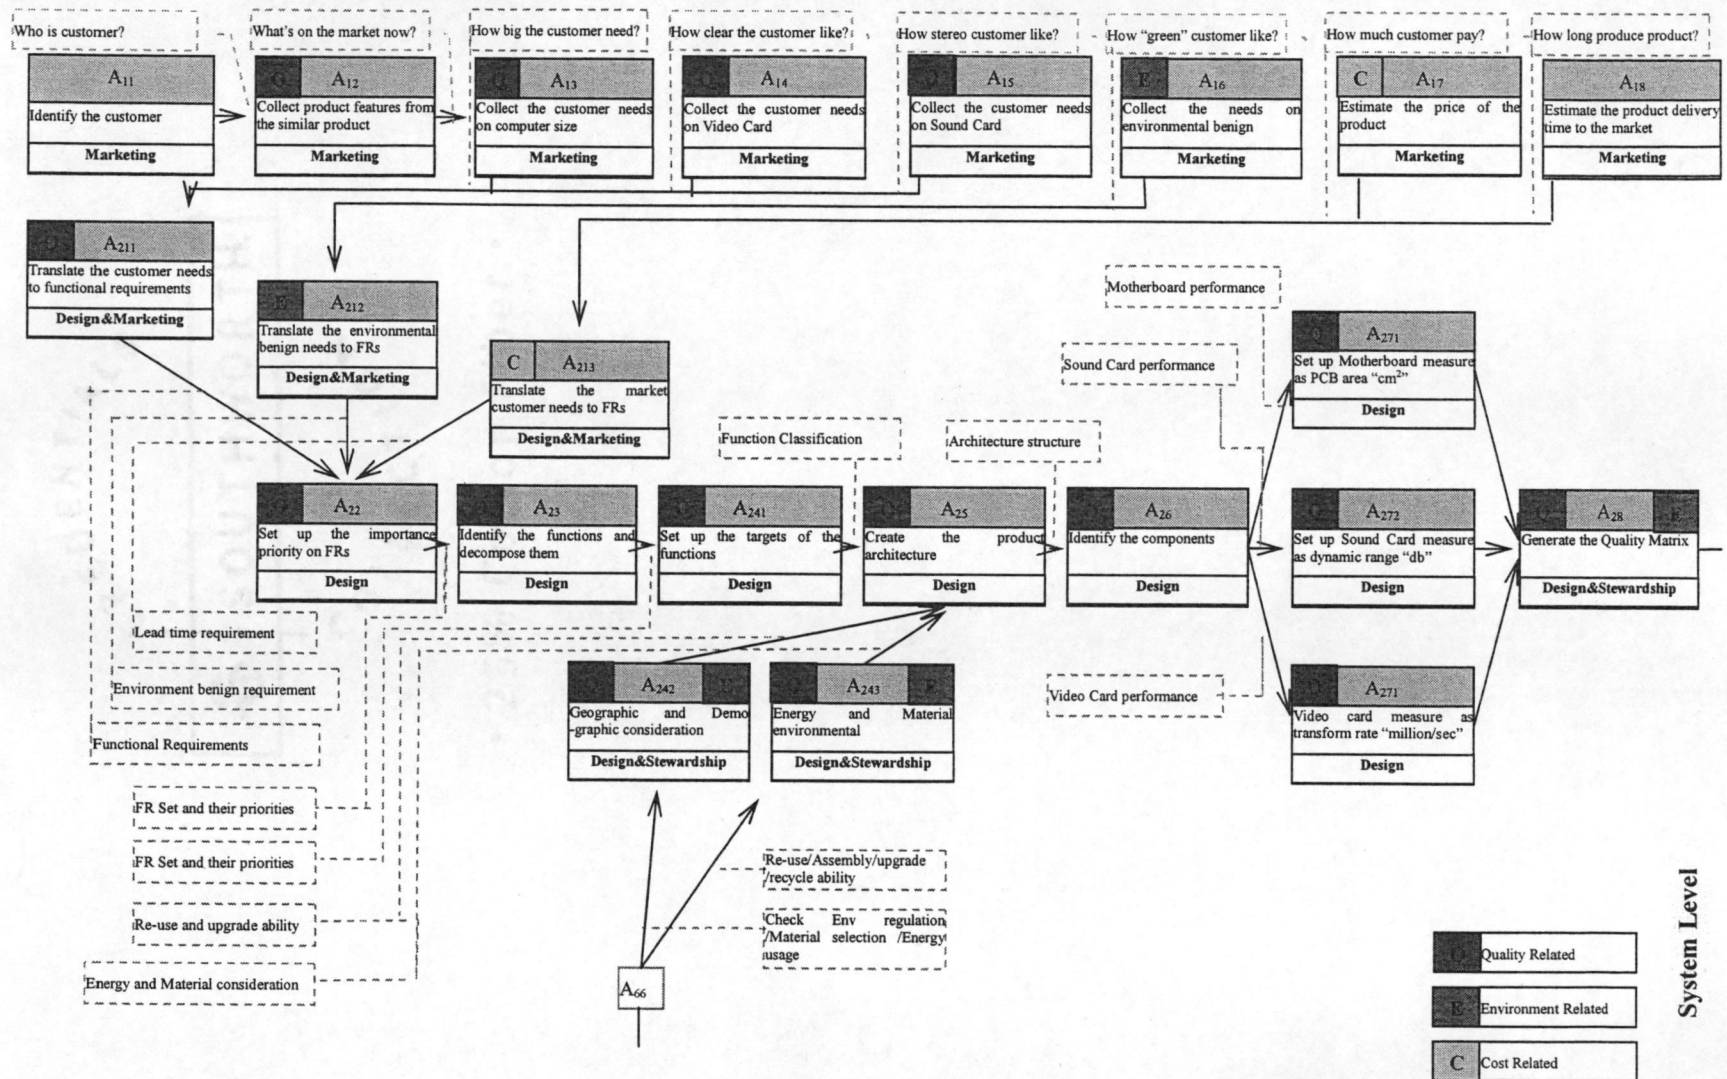 Who is customer?
What's on the market now?
How big the customer need?
How clear the customer like?
How stereo customer like?
How "green" customer like?
How much customer pay?
How long produce product?
A11
Identify the customer
Marketing
Q A12
Collect product features from
the similar product
Marketing
Q A13
Collect the customer needs
on computer size
Marketing
Q A14
Collect the customer needs
on Video Card
Marketing
Q A15
Collect the customer needs
on Sound Card
Marketing
E A16
Collect the needs on
environmental benign
Marketing
C A17
Estimate the price of the
product
Marketing
A18
Estimate the product delivery
time to the market
Marketing
Q A211
Translate the customer needs
to functional requirements
Design&Marketing
E A212
Translate the environmental
benign needs to FRs
Design&Marketing
C A213
Translate the market
customer needs to FRs
Design&Marketing
Motherboard performance
Sound Card performance
Function Classification
Architecture structure
Q A271
Set up Motherboard measure
as PCB area "cm²"
Design
Q A22
Set up the importance
priority on FRs
Design
Q A23
Identify the functions and
decompose them
Design
Q A241
Set up the targets of the
functions
Design
Q A25
Create the product
architecture
Design
Q A26
Identify the components
Design
Q A272
Set up Sound Card measure
as dynamic range "db"
Design
Q A28 E
Generate the Quality Matrix
Design&Stewardship
Lead time requirement
Environment benign requirement
Functional Requirements
Q A242 E
Geographic and Demo
-graphic consideration
Design&Stewardship
Q A243 E
Energy and Material
environmental
Design&Stewardship
Video Card performance
Q A271
Video card measure as
transform rate "million/sec"
Design
FR Set and their priorities
FR Set and their priorities
Re-use and upgrade ability
Energy and Material consideration
Re-use/Assembly/upgrade
/recycle ability
Check Env regulation
/Material selection /Energy
usage
A66
Q Quality Related
E Environment Related
C Cost Related
System Level